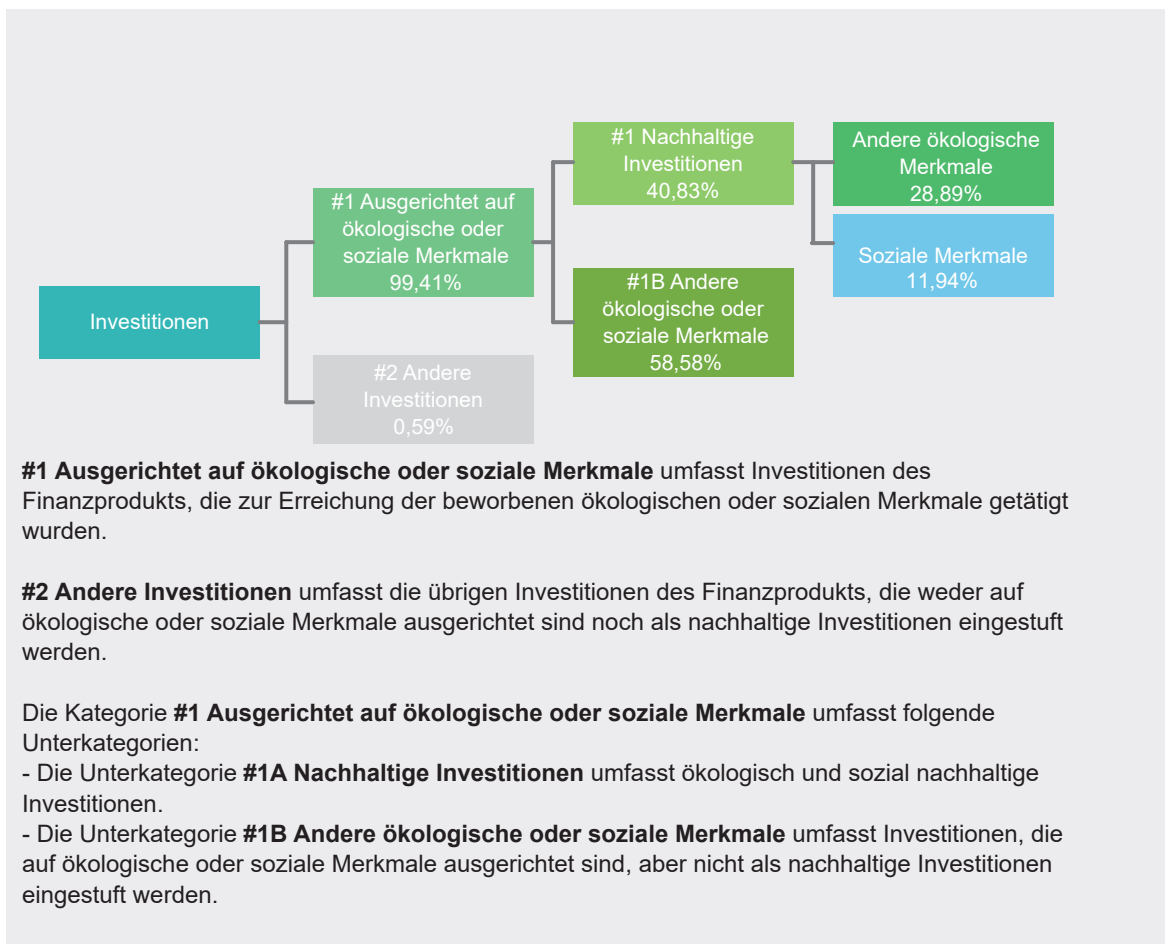 Investitionen
#1 Ausgerichtet auf
ökologische oder
soziale Merkmale
99,41%
#2 Andere
Investitionen
0,59%
#1 Nachhaltige
Investitionen
40,83%
#1B Andere
ökologische oder
soziale Merkmale
58,58%
Andere ökologische
Merkmale
28,89%
Soziale Merkmale
11,94%
#1 Ausgerichtet auf ökologische oder soziale Merkmale umfasst Investitionen des
Finanzprodukts, die zur Erreichung der beworbenen ökologischen oder sozialen Merkmale getätigt
wurden.
#2 Andere Investitionen umfasst die übrigen Investitionen des Finanzprodukts, die weder auf
ökologische oder soziale Merkmale ausgerichtet sind noch als nachhaltige Investitionen eingestuft
werden.
Die Kategorie #1 Ausgerichtet auf ökologische oder soziale Merkmale umfasst folgende
Unterkategorien:
- Die Unterkategorie #1A Nachhaltige Investitionen umfasst ökologisch und sozial nachhaltige
Investitionen.
- Die Unterkategorie #1B Andere ökologische oder soziale Merkmale umfasst Investitionen, die
auf ökologische oder soziale Merkmale ausgerichtet sind, aber nicht als nachhaltige Investitionen
eingestuft werden.